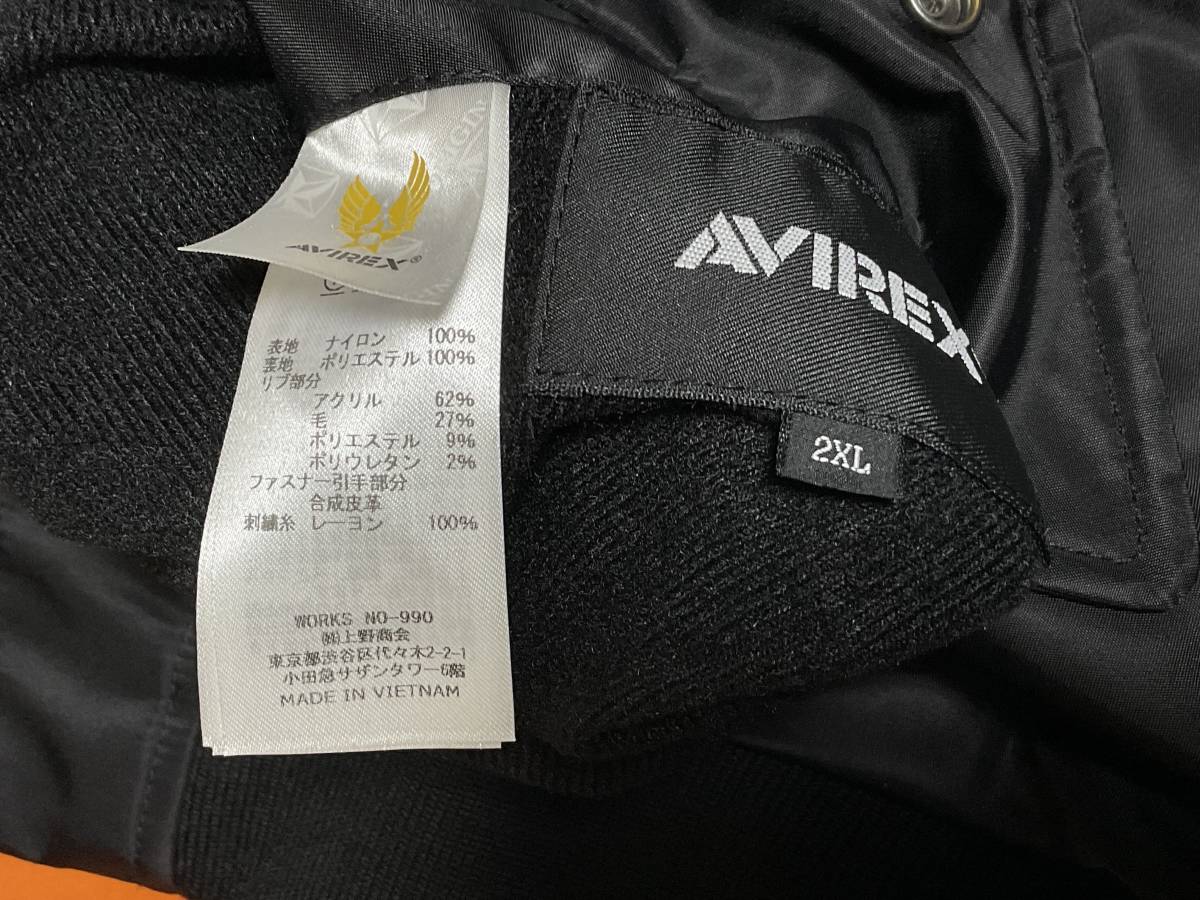 AVIREX®
表地 ナイロン 100%
裏地 ポリエステル 100%
リブ部分
アクリル 62%
毛 27%
ポリエステル 9%
ポリウレタン 2%
ファスナー引手部分
合成皮革
刺繍糸 レーヨン 100%
WORKS NO-990
㈱上野商会
東京都渋谷区代々木2-2-1
小田急サザンタワー6階
MADE IN VIETNAM
AVIREX
2XL